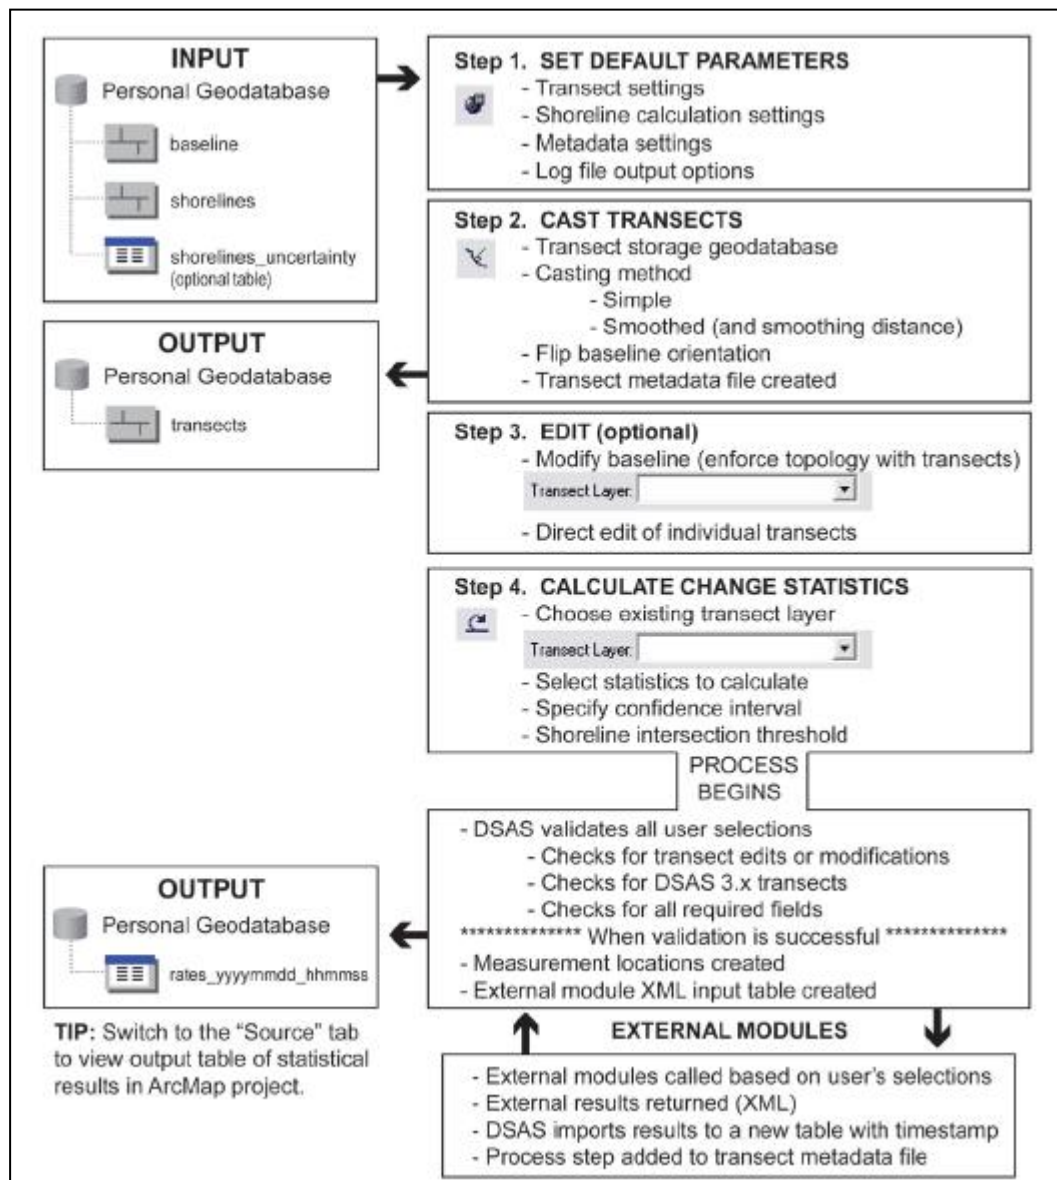 INPUT
Personal Geodatabase
baseline
shorelines
shorelines_uncertainty
(optional table)
Step 1. SET DEFAULT PARAMETERS
- Transect settings
- Shoreline calculation settings
- Metadata settings
- Log file output options
Step 2. CAST TRANSECTS
- Transect storage geodatabase
- Casting method
- Simple
- Smoothed (and smoothing distance)
- Flip baseline orientation
- Transect metadata file created
OUTPUT
Personal Geodatabase
transects
Step 3. EDIT (optional)
- Modify baseline (enforce topology with transects)
Transect Layer:
- Direct edit of individual transects
Step 4. CALCULATE CHANGE STATISTICS
- Choose existing transect layer
Transect Layer:
- Select statistics to calculate
- Specify confidence interval
- Shoreline intersection threshold
PROCESS
BEGINS
- DSAS validates all user selections
- Checks for transect edits or modifications
- Checks for DSAS 3.x transects
- Checks for all required fields
************** When validation is successful **************
- Measurement locations created
- External module XML input table created
OUTPUT
Personal Geodatabase
rates_yyyymmdd_hhmmss
TIP: Switch to the “Source” tab
to view output table of statistical
results in ArcMap project.
EXTERNAL MODULES
- External modules called based on user's selections
- External results returned (XML)
- DSAS imports results to a new table with timestamp
- Process step added to transect metadata file